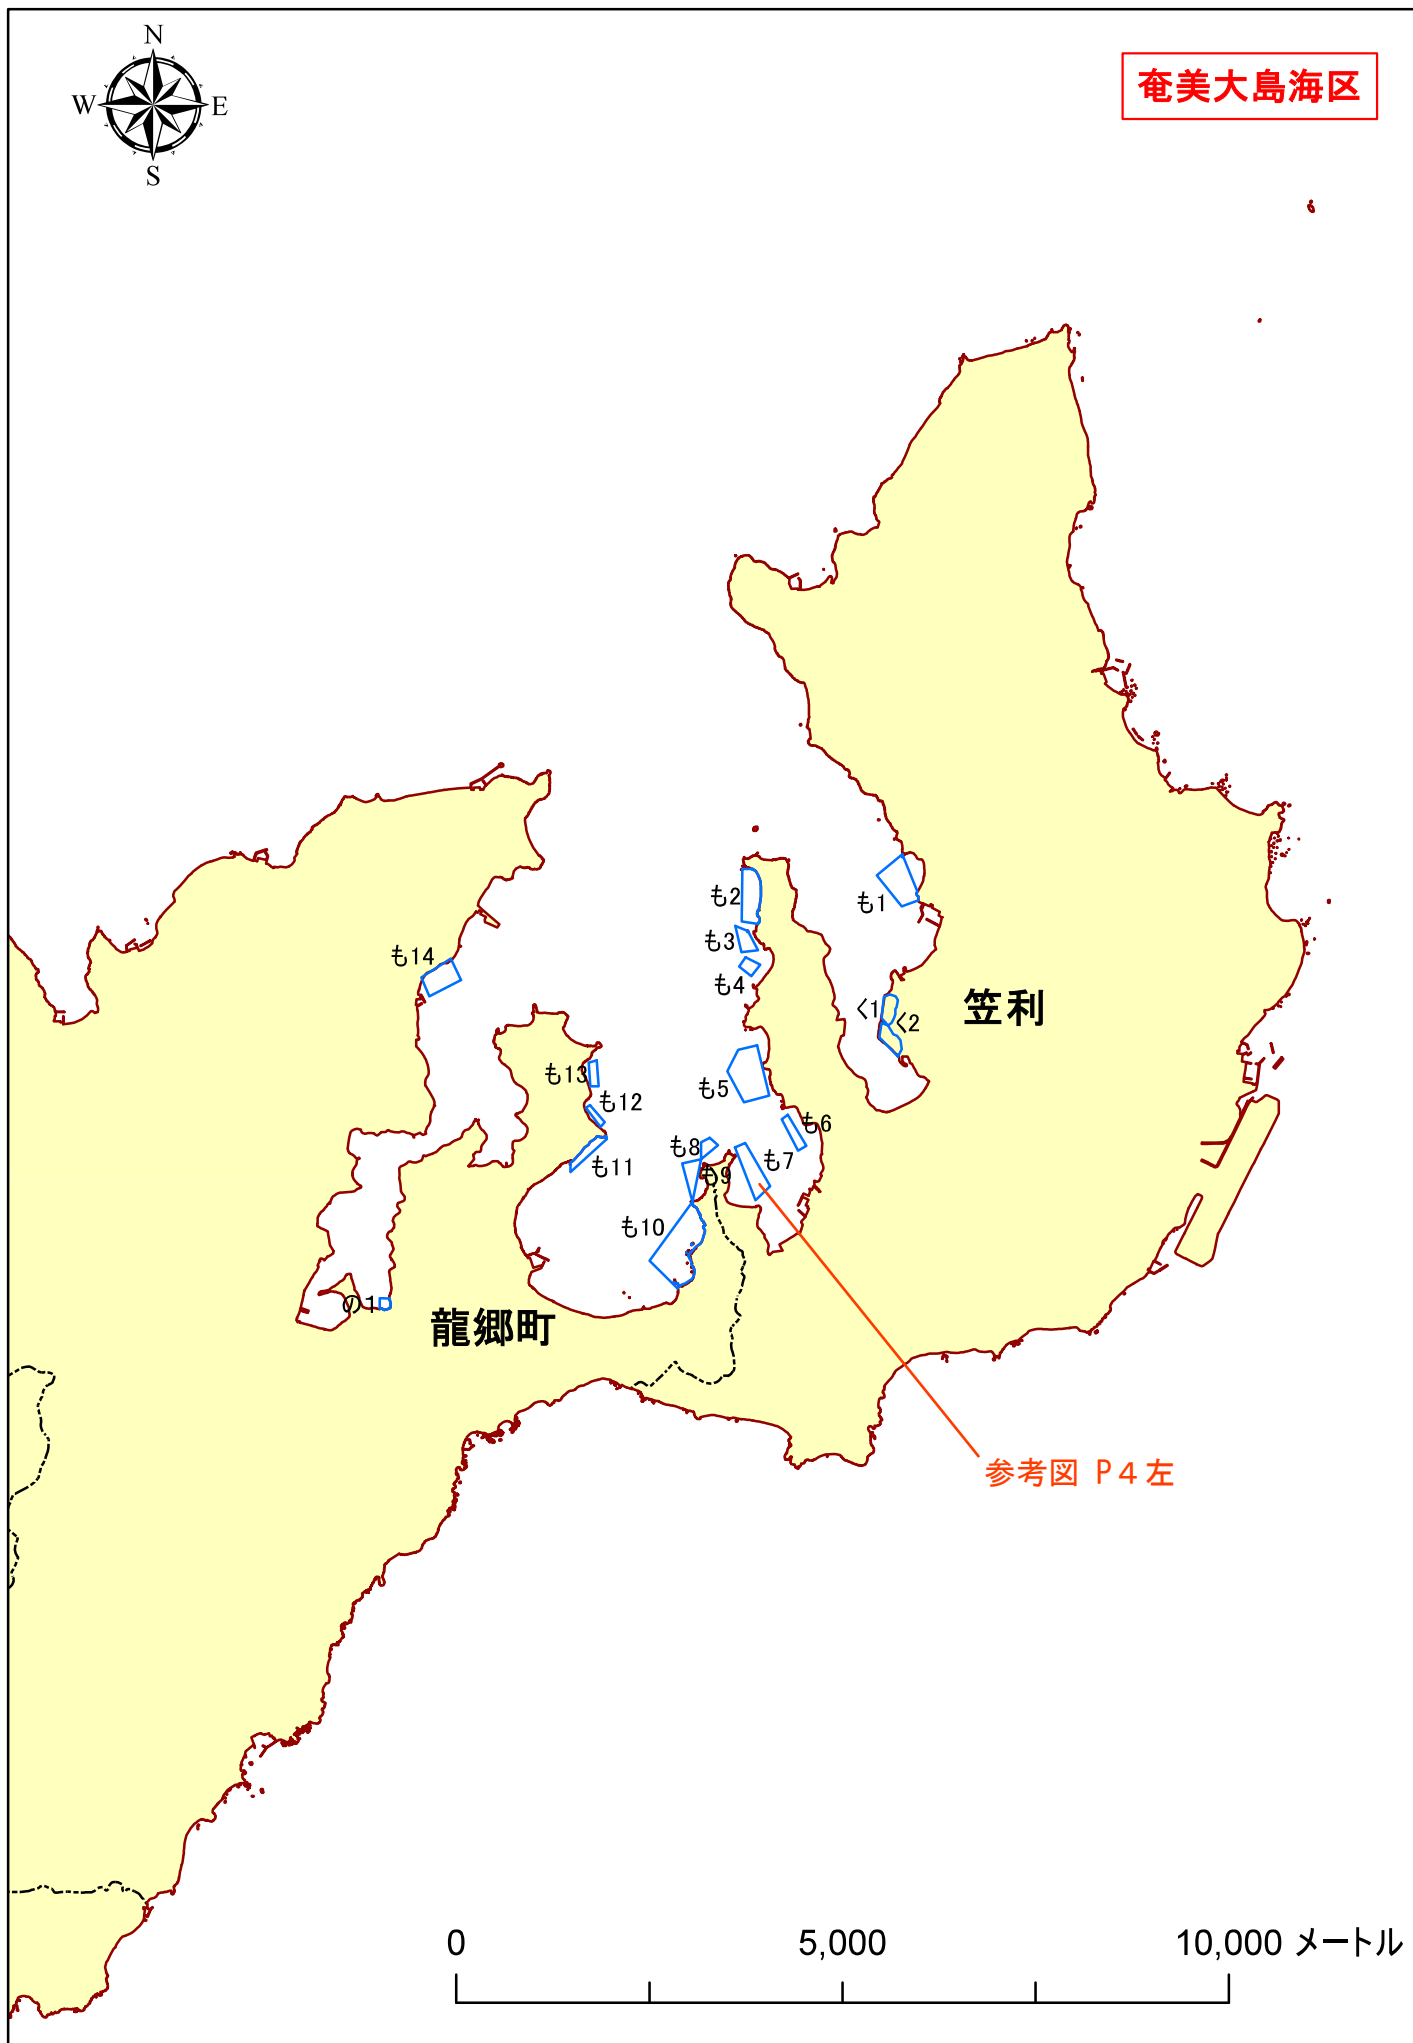 N
W E
S
奄美大島海区
も1
も2
も3
も4
も14
く1
く2
笠利
も5
も13
も12
も6
も8
も7
も11
も9
も10
の1
龍郷町
参考図 P4左
0 5,000 10,000 メートル